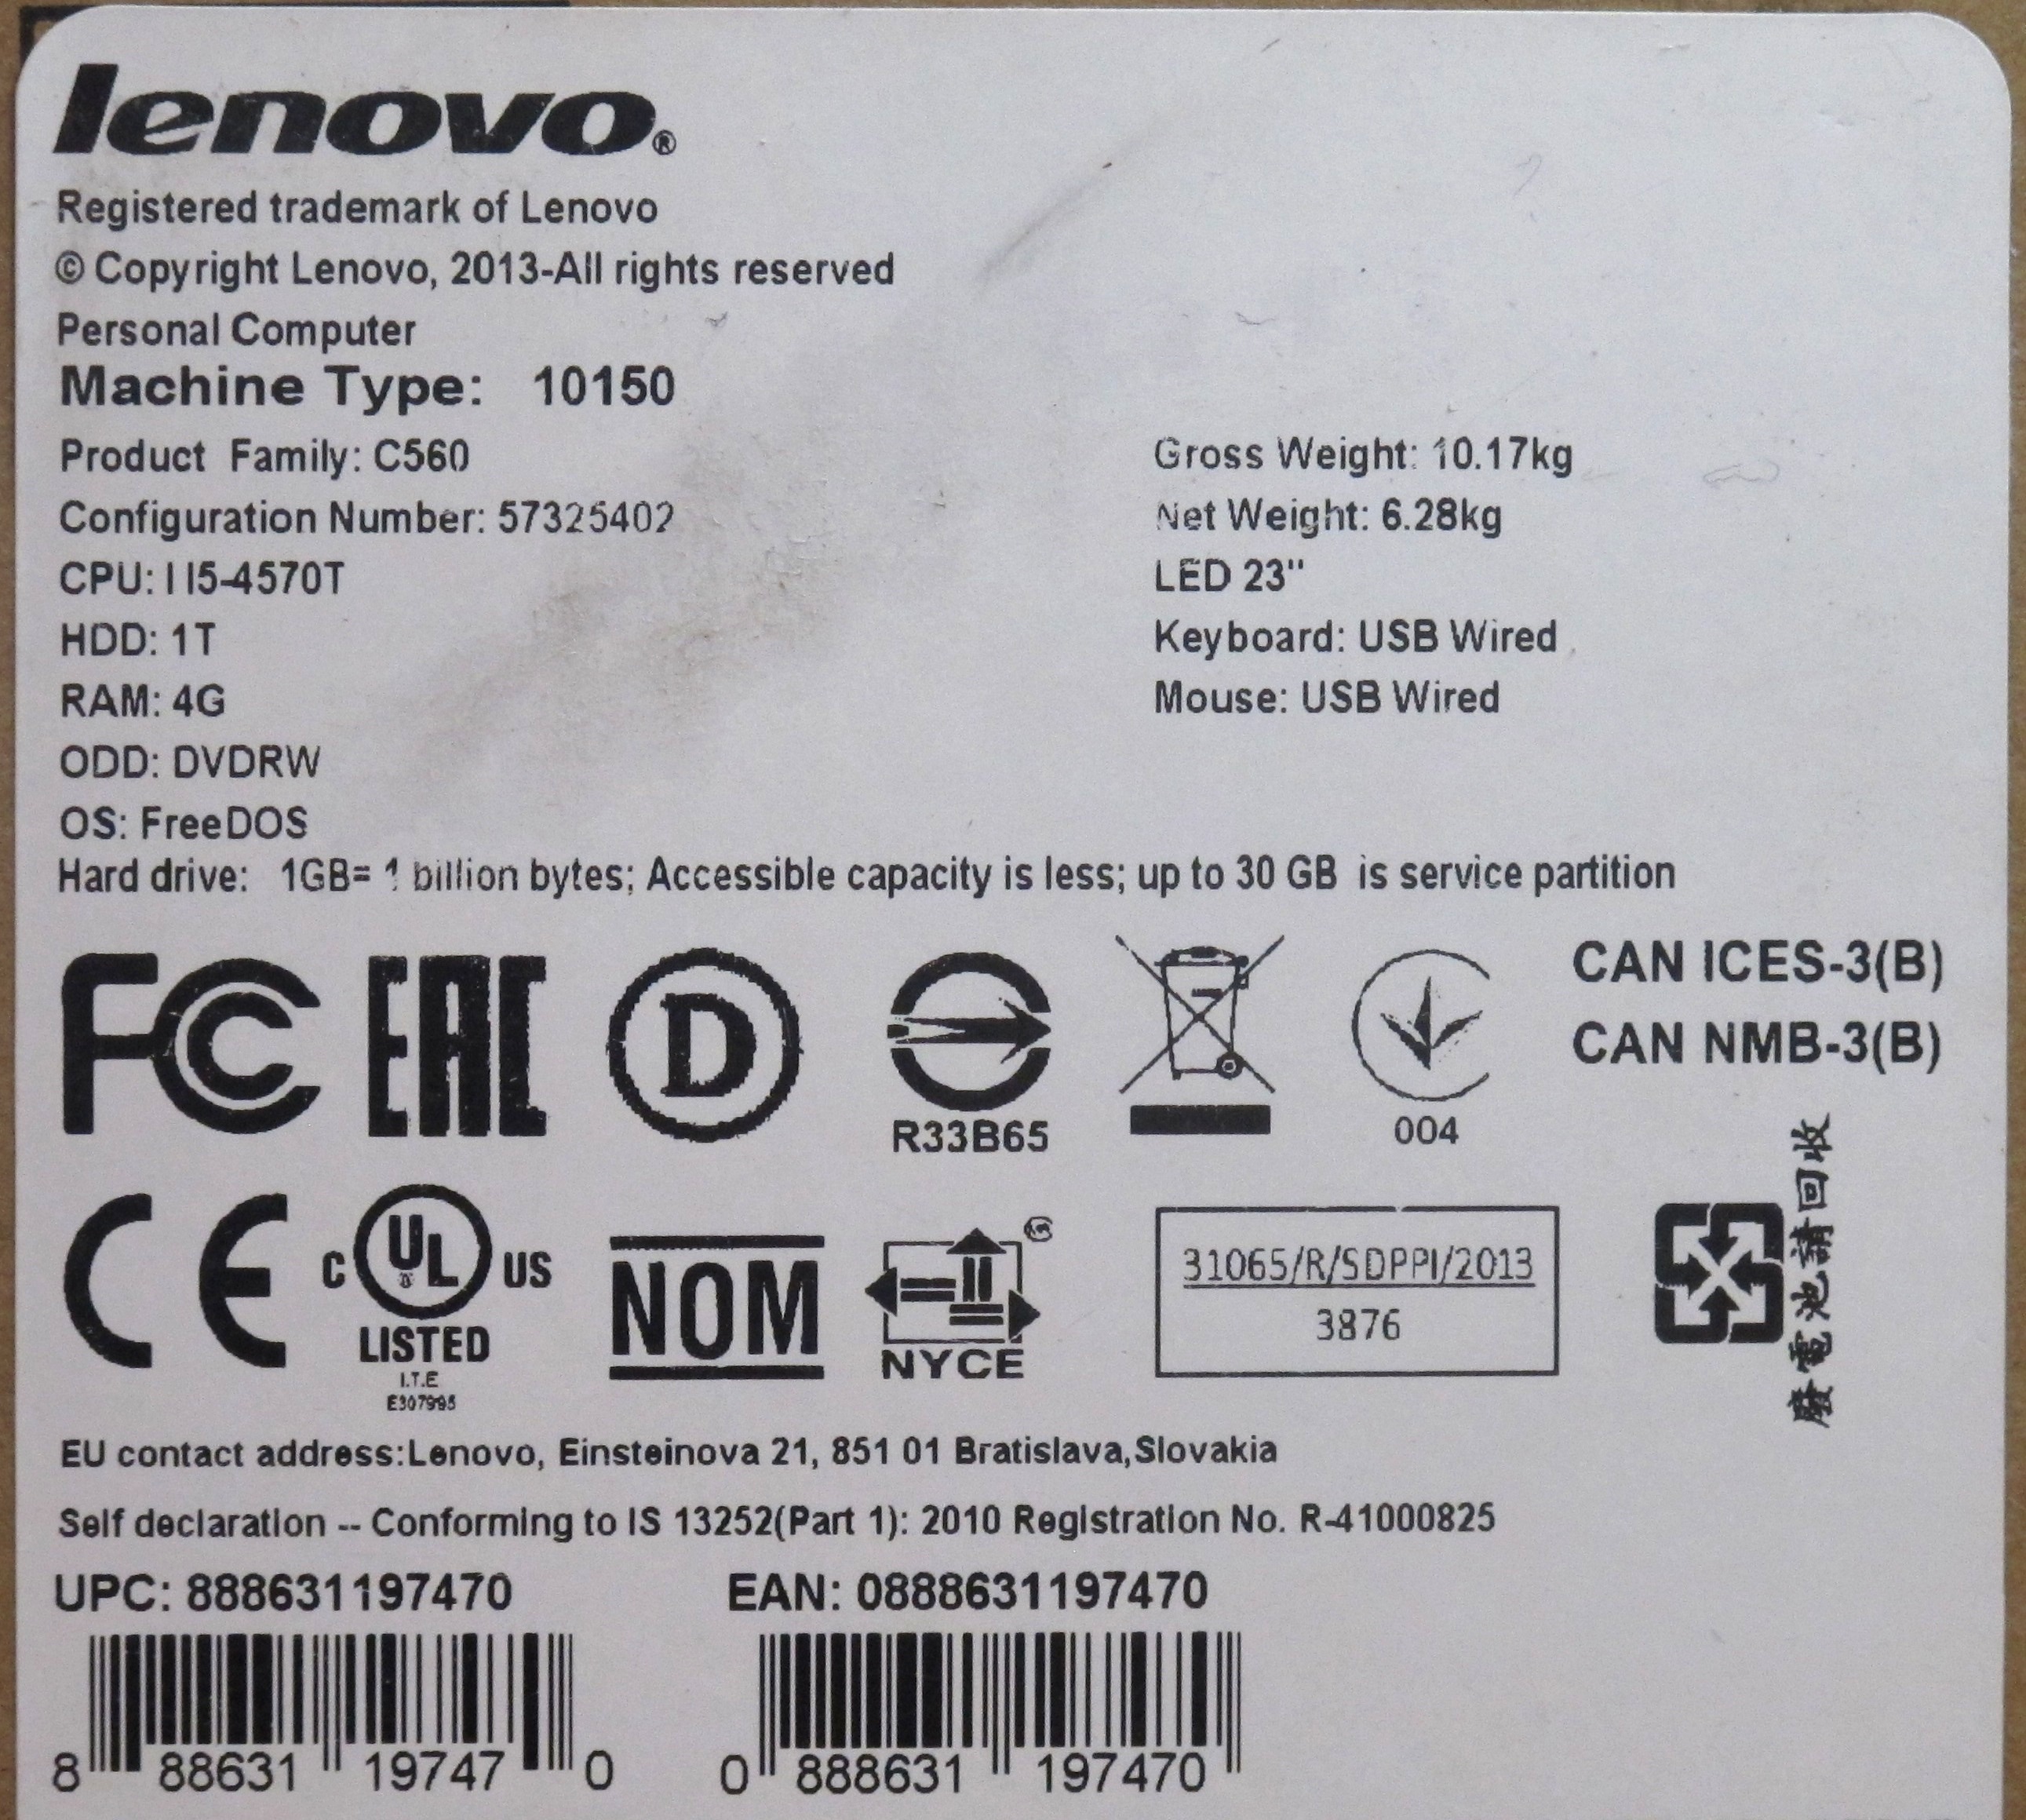 lenovo®
Registered trademark of Lenovo
© Copyright Lenovo, 2013-All rights reserved
Personal Computer
Machine Type: 10150
Product Family: C560
Configuration Number: 57325402
CPU: I I5-4570T
HDD: 1T
RAM: 4G
ODD: DVDRW
OS: FreeDOS
Gross Weight: 10.17kg
Net Weight: 6.28kg
LED 23"
Keyboard: USB Wired
Mouse: USB Wired
Hard drive: 1GB= 1 billion bytes; Accessible capacity is less; up to 30 GB is service partition
FC EAC D
R33B65
004
CAN ICES-3(B)
CAN NMB-3(B)
CE
C UL US
LISTED
I.T.E
E307995
NOM
NYCE
31065/R/SDPPI/2013
3876
廢電池請回收
EU contact address:Lenovo, Einsteinova 21, 851 01 Bratislava,Slovakia
Self declaration -- Conforming to IS 13252(Part 1): 2010 Registration No. R-41000825
UPC: 888631197470
EAN: 0888631197470
8 88631 19747 0
0 888631 197470